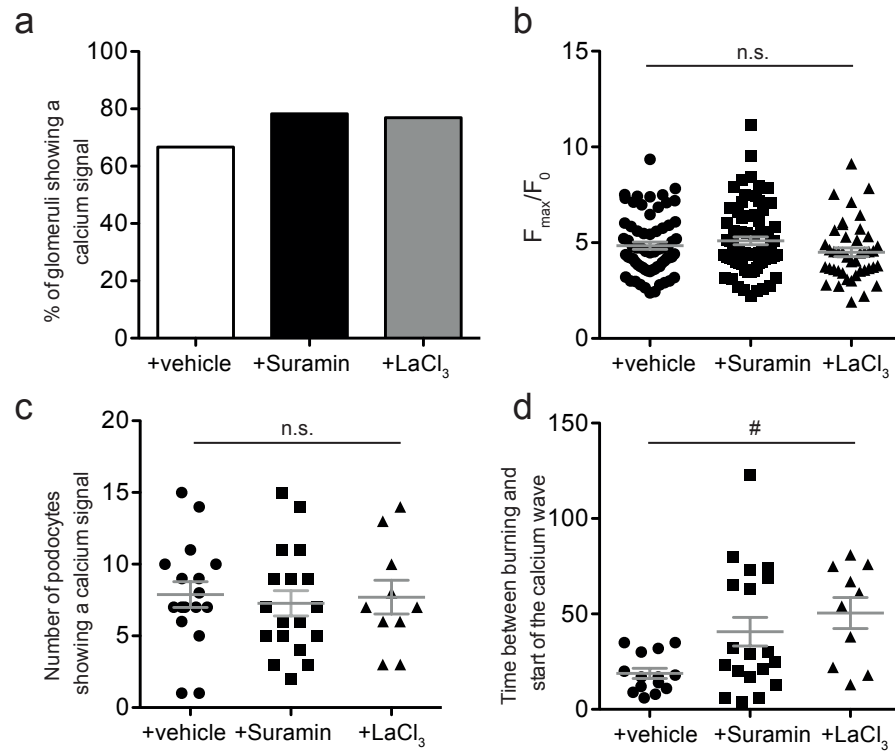 a
% of glomeruli showing a
calcium signal
100
80
60
40
20
0
+vehicle +Suramin +LaCl3
b
Fmax/F0
15
10
5
0
n.s.
+vehicle +Suramin +LaCl3
c
Number of podocytes
showing a calcium signal
20
15
10
5
0
n.s.
+vehicle +Suramin +LaCl3
d
Time between burning and
start of the calcium wave
150
100
50
0
#
+vehicle +Suramin +LaCl3